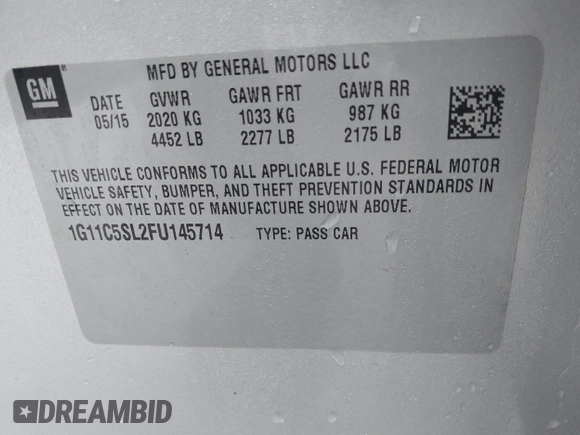 GM
MFD BY GENERAL MOTORS LLC
DATE GVWR GAWR FRT GAWR RR
05/15 2020 KG 1033 KG 987 KG
4452 LB 2277 LB 2175 LB
THIS VEHICLE CONFORMS TO ALL APPLICABLE U.S. FEDERAL MOTOR
VEHICLE SAFETY, BUMPER, AND THEFT PREVENTION STANDARDS IN
EFFECT ON THE DATE OF MANUFACTURE SHOWN ABOVE.
1G11C5SL2FU145714 TYPE: PASS CAR
DREAMBID